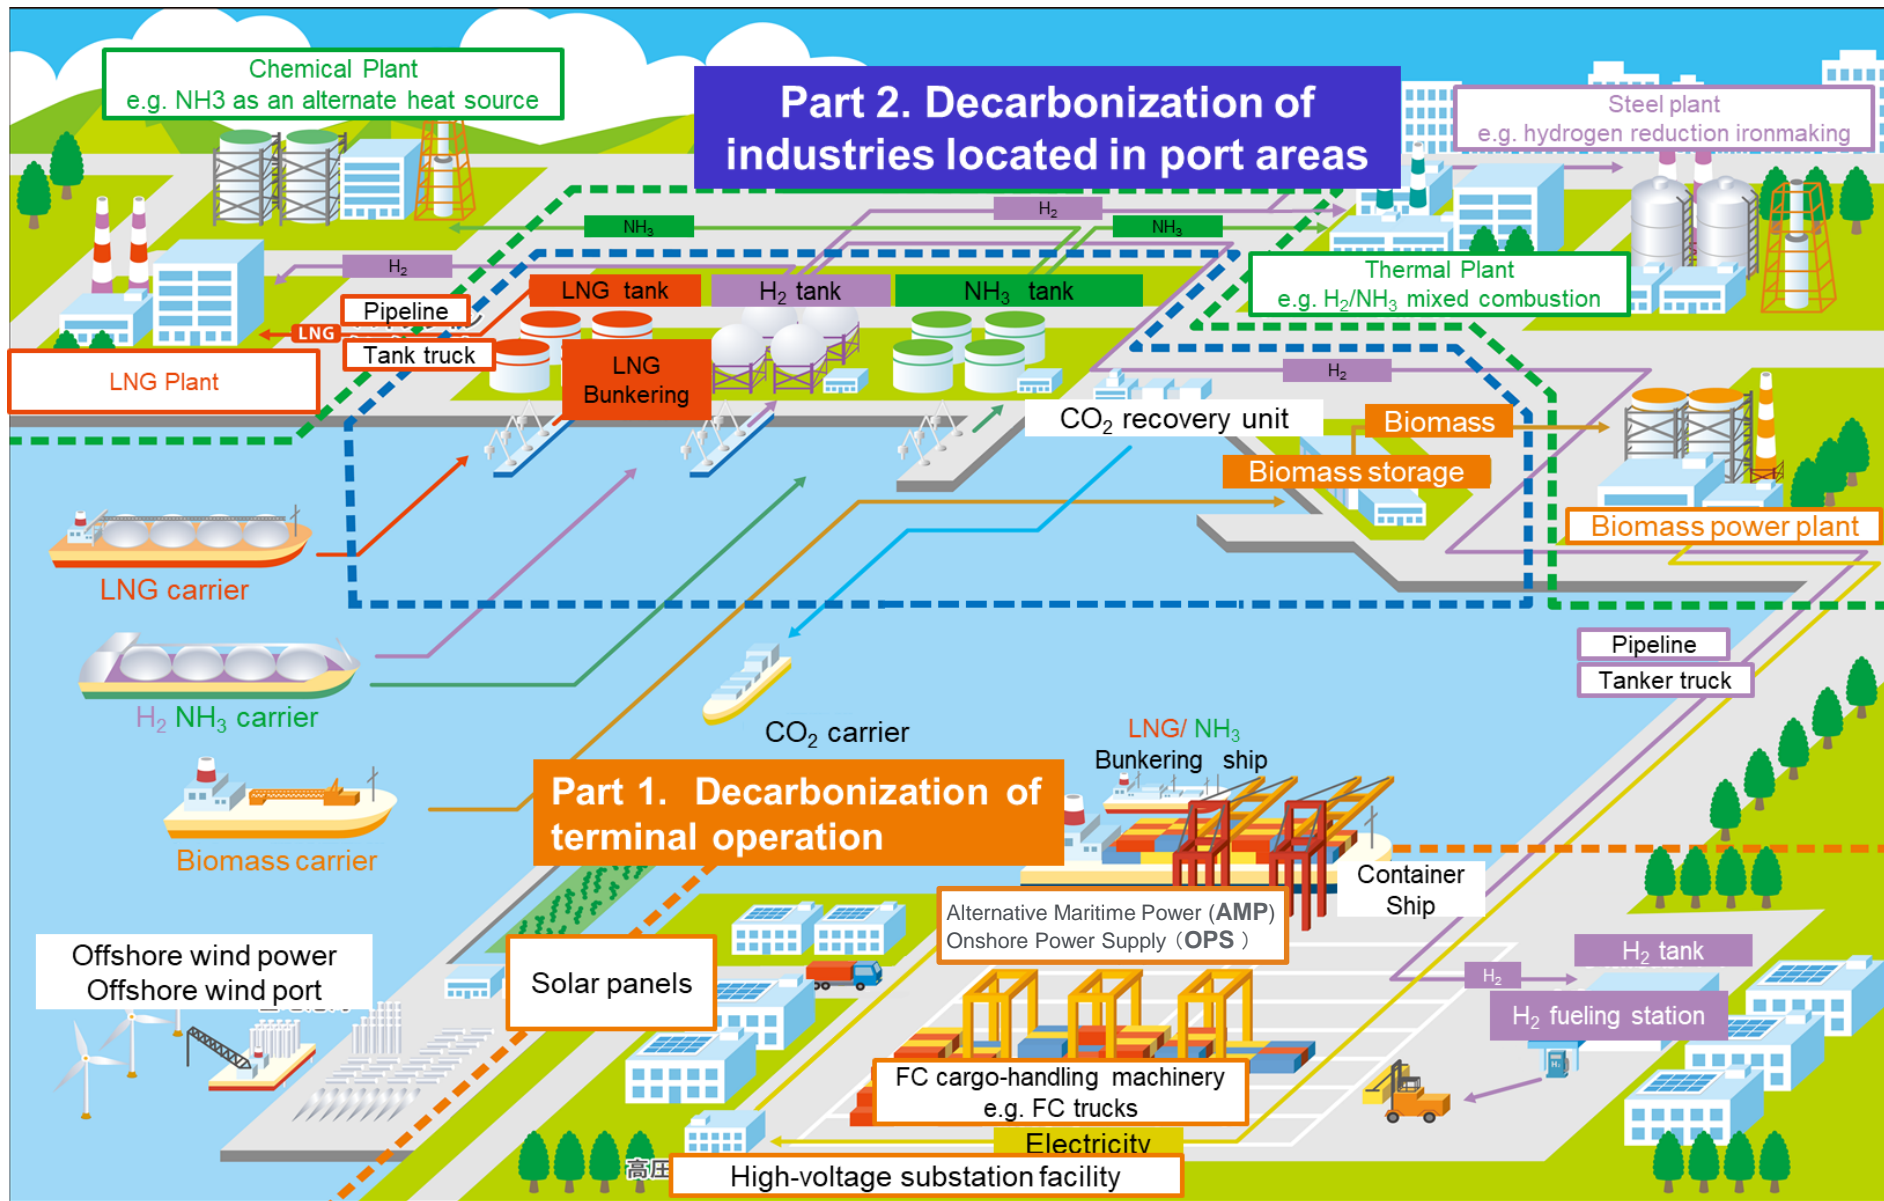 Chemical Plant
e.g. NH3 as an alternate heat source
Part 2. Decarbonization of
industries located in port areas
Steel plant
e.g. hydrogen reduction ironmaking
H₂
NH₃
NH₃
H₂
Thermal Plant
e.g. H₂/NH₃ mixed combustion
LNG tank
H₂ tank
NH₃ tank
Pipeline
LNG
Tank truck
LNG Plant
LNG
Bunkering
H₂
CO₂ recovery unit
Biomass
Biomass storage
Biomass power plant
LNG carrier
Pipeline
Tanker truck
H₂ NH₃ carrier
CO₂ carrier
LNG/ NH₃
Bunkering ship
Part 1. Decarbonization of
terminal operation
Biomass carrier
Container
Ship
Alternative Maritime Power (AMP)
Onshore Power Supply（OPS ）
Offshore wind power
Offshore wind port
Solar panels
H₂ tank
H₂
H₂ fueling station
H₂
FC cargo-handling machinery
e.g. FC trucks
Electricity
高圧
High-voltage substation facility